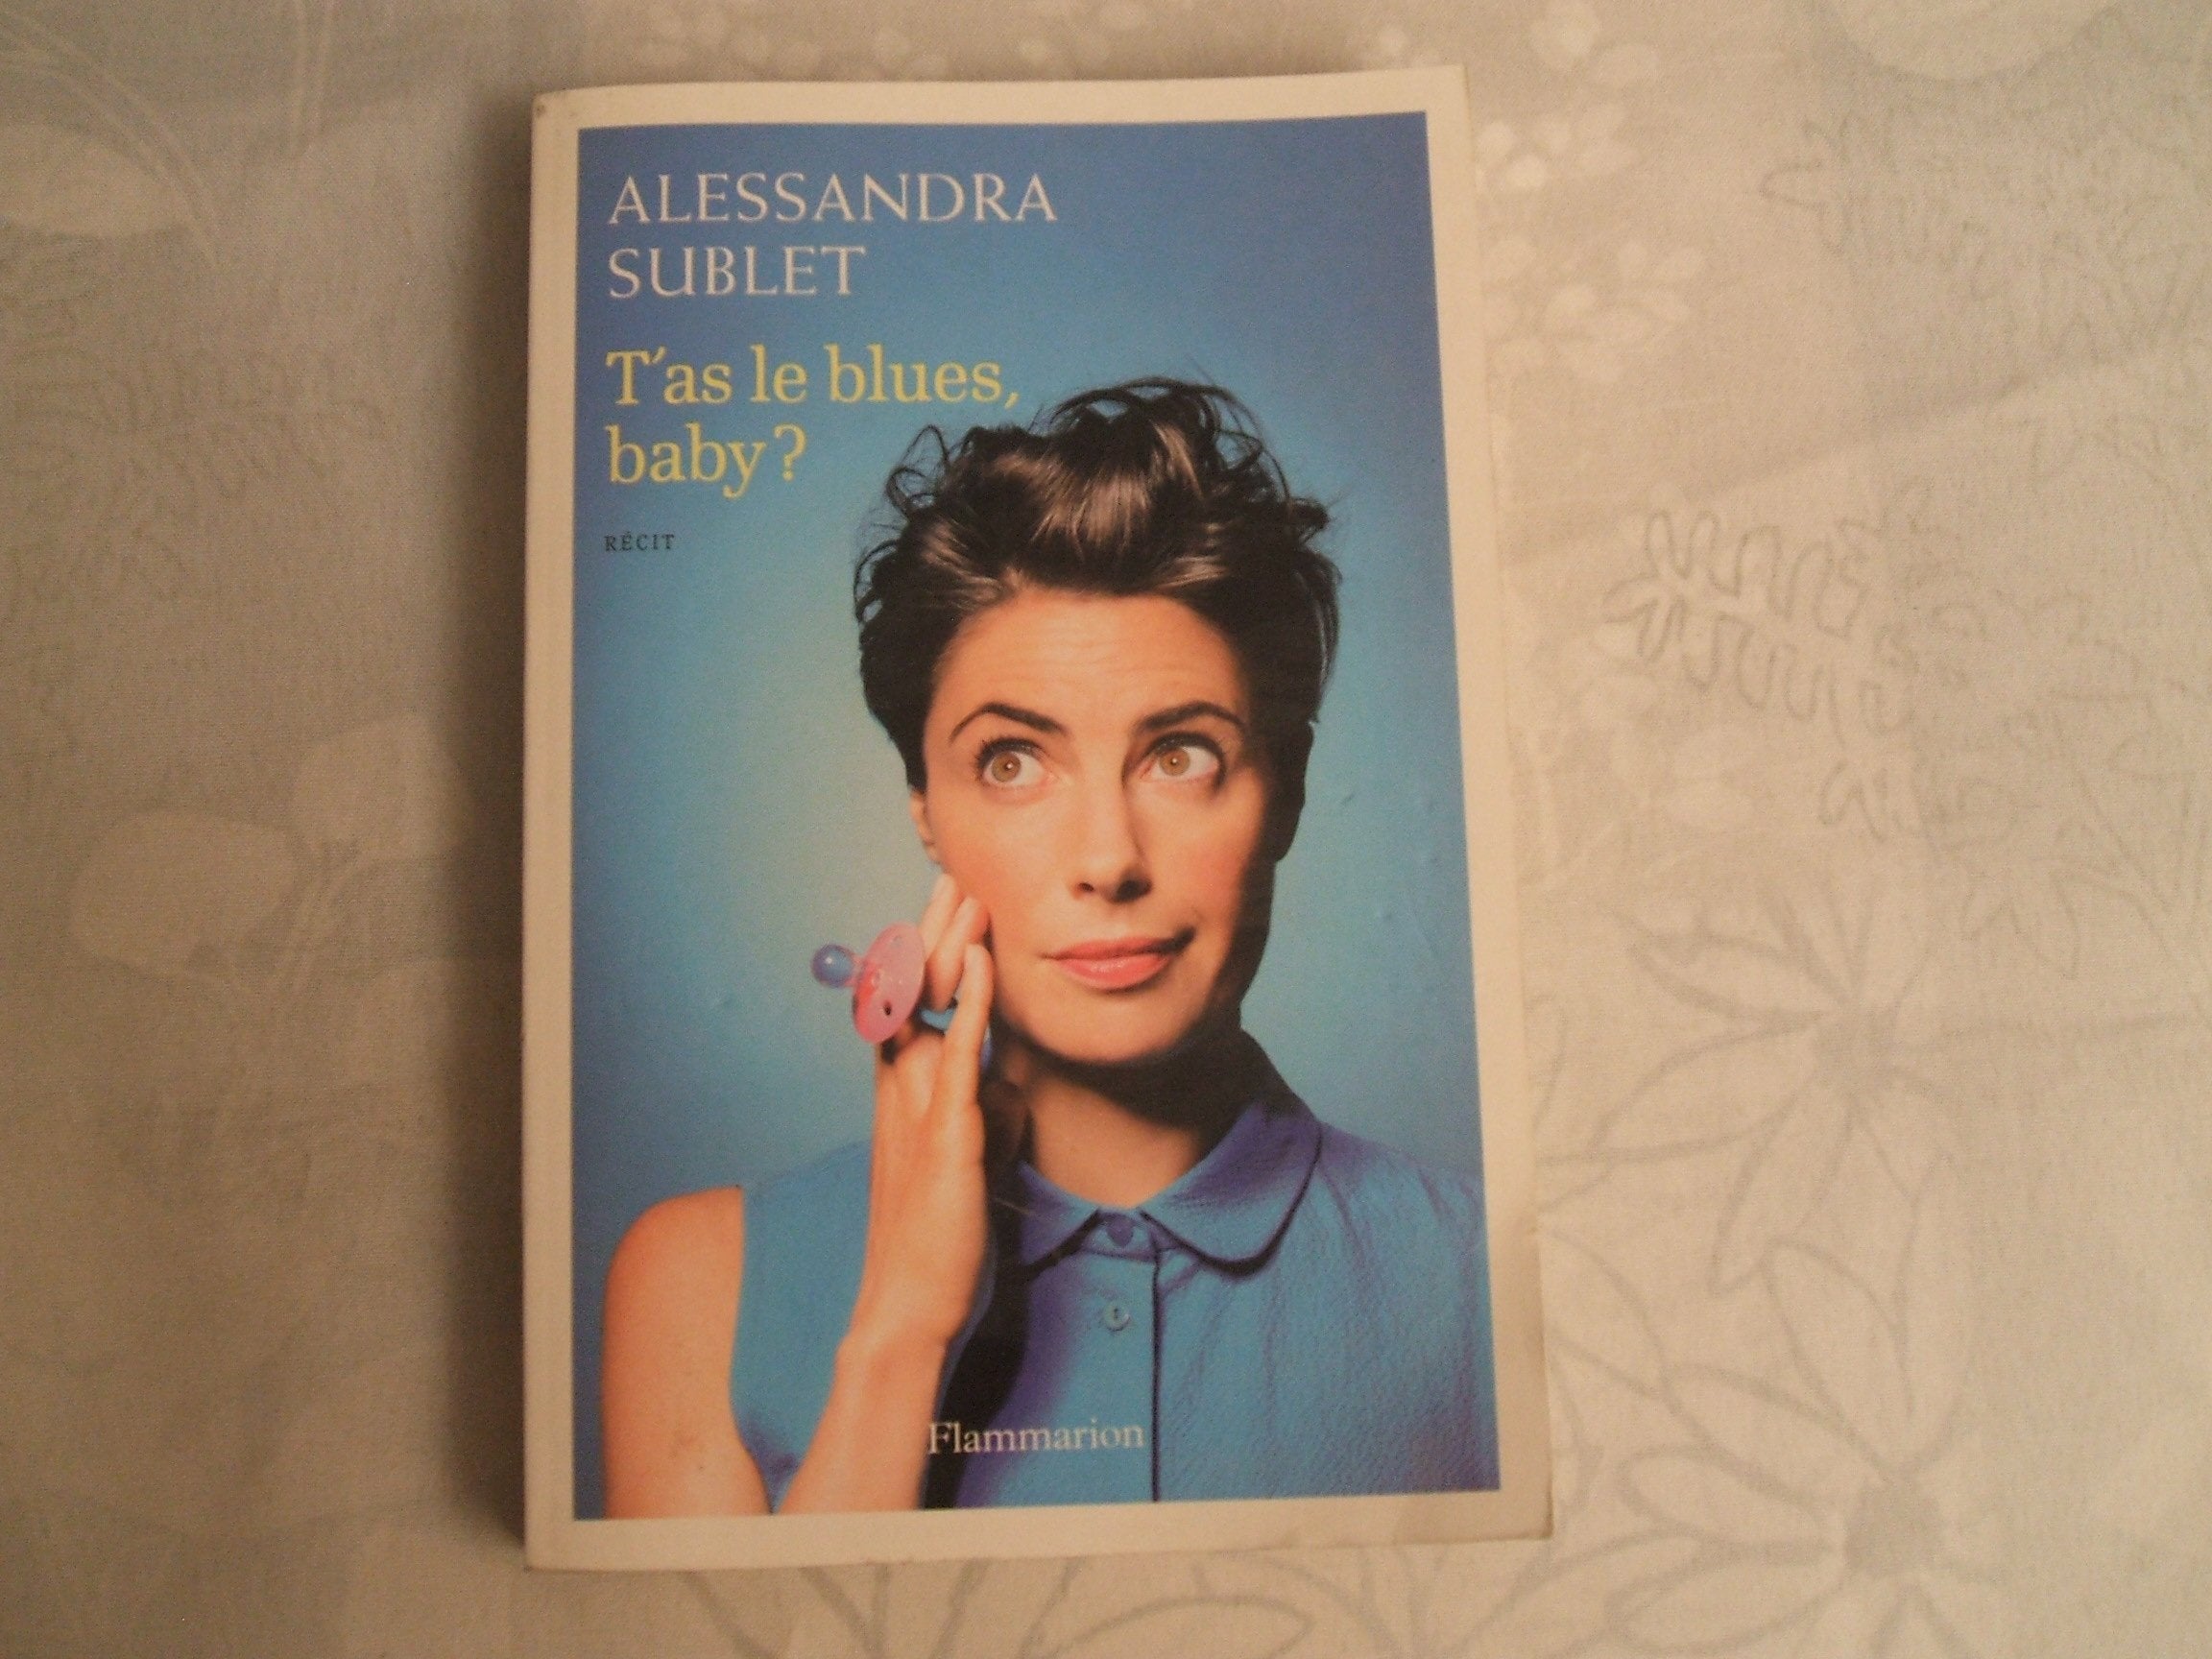 ALESSANDRA
SUBLET
T'as le blues,
baby ?
RÉCIT
Flammarion